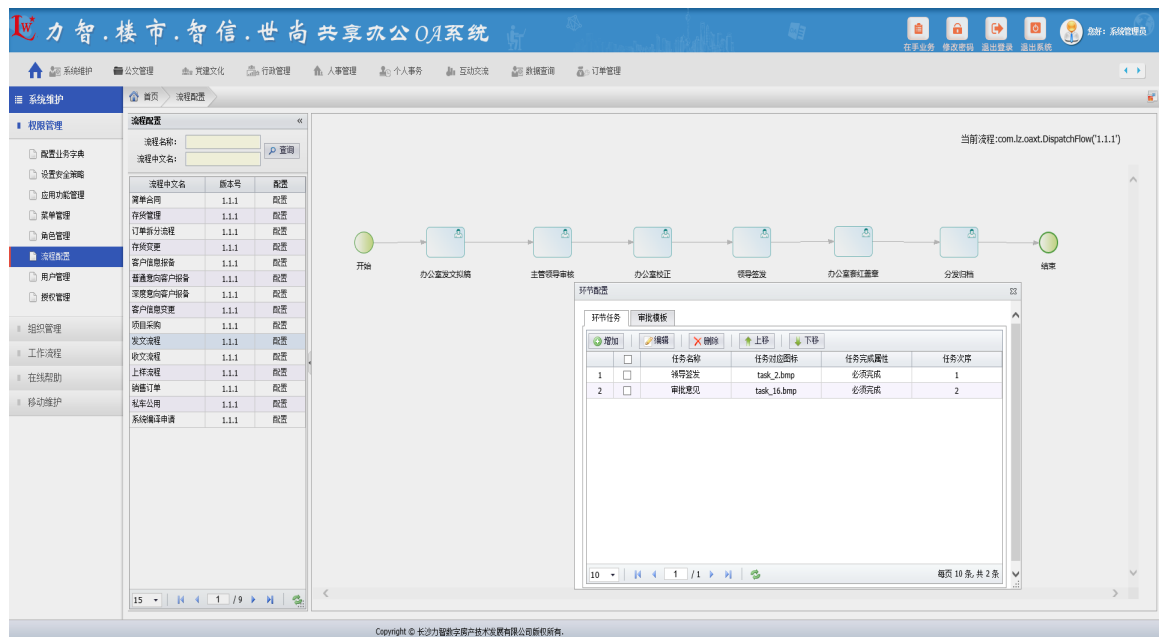 力智.楼市.智信.世尚 共享办公OA系统
在手业务 修改密码 退出登录 退出系统 您好：系统管理员
系统维护 公文管理 党建文化 行政管理 人事管理 个人事务 互动交流 数据查询 订单管理
系统维护
首页 流程配置
权限管理
配置业务字典
设置安全策略
应用功能管理
菜单管理
角色管理
流程配置
用户管理
授权管理
组织管理
工作流程
在线帮助
移动维护
流程配置 «
流程名称：
流程中文名： 查询
流程中文名 版本号 配置
简单合同 1.1.1 配置
存货管理 1.1.1 配置
订单拆分流程 1.1.1 配置
存货变更 1.1.1 配置
客户信息报备 1.1.1 配置
普通意向客户报备 1.1.1 配置
深度意向客户报备 1.1.1 配置
客户信息变更 1.1.1 配置
项目采购 1.1.1 配置
发文流程 1.1.1 配置
收文流程 1.1.1 配置
上样流程 1.1.1 配置
销售订单 1.1.1 配置
私车公用 1.1.1 配置
系统编译申请 1.1.1 配置
15 1 /9
当前流程:com.lz.oaxt.DispatchFlow('1.1.1')
开始 办公室发文拟稿 主管领导审核 办公室校正 领导签发 办公室套红盖章 分发归档 结束
环节配置
环节任务 审批模板
增加 编辑 删除 上移 下移
任务名称 任务对应图标 任务完成属性 任务次序
1 领导签发 task_2.bmp 必须完成 1
2 审批意见 task_16.bmp 必须完成 2
10 1 /1 每页 10 条,共 2 条
Copyright © 长沙力智数字房产技术发展有限公司版权所有.